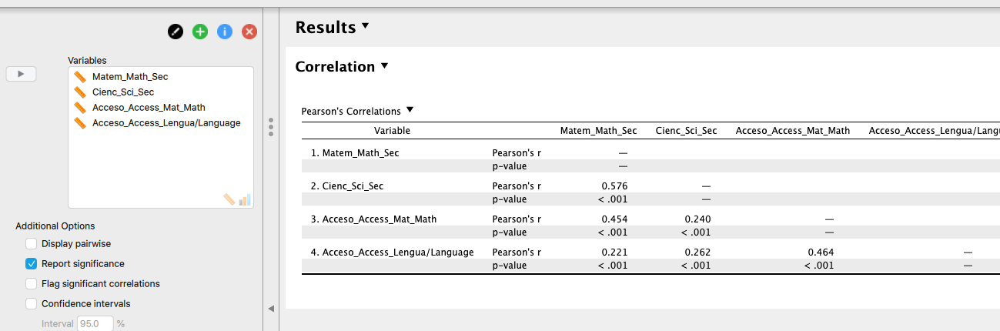 Variables
Matem_Math_Sec
Cienc_Sci_Sec
Acceso_Access_Mat_Math
Acceso_Access_Lengua/Language
Additional Options
Display pairwise
Report significance
Flag significant correlations
Confidence intervals
Interval 95.0 %
Results
Correlation
Pearson's Correlations
Variable Matem_Math_Sec Cienc_Sci_Sec Acceso_Access_Mat_Math Acceso_Access_Lengua/Lang
1. Matem_Math_Sec Pearson's r —
p-value —
2. Cienc_Sci_Sec Pearson's r 0.576 —
p-value < .001 —
3. Acceso_Access_Mat_Math Pearson's r 0.454 0.240 —
p-value < .001 < .001 —
4. Acceso_Access_Lengua/Language Pearson's r 0.221 0.262 0.464 —
p-value < .001 < .001 < .001 —